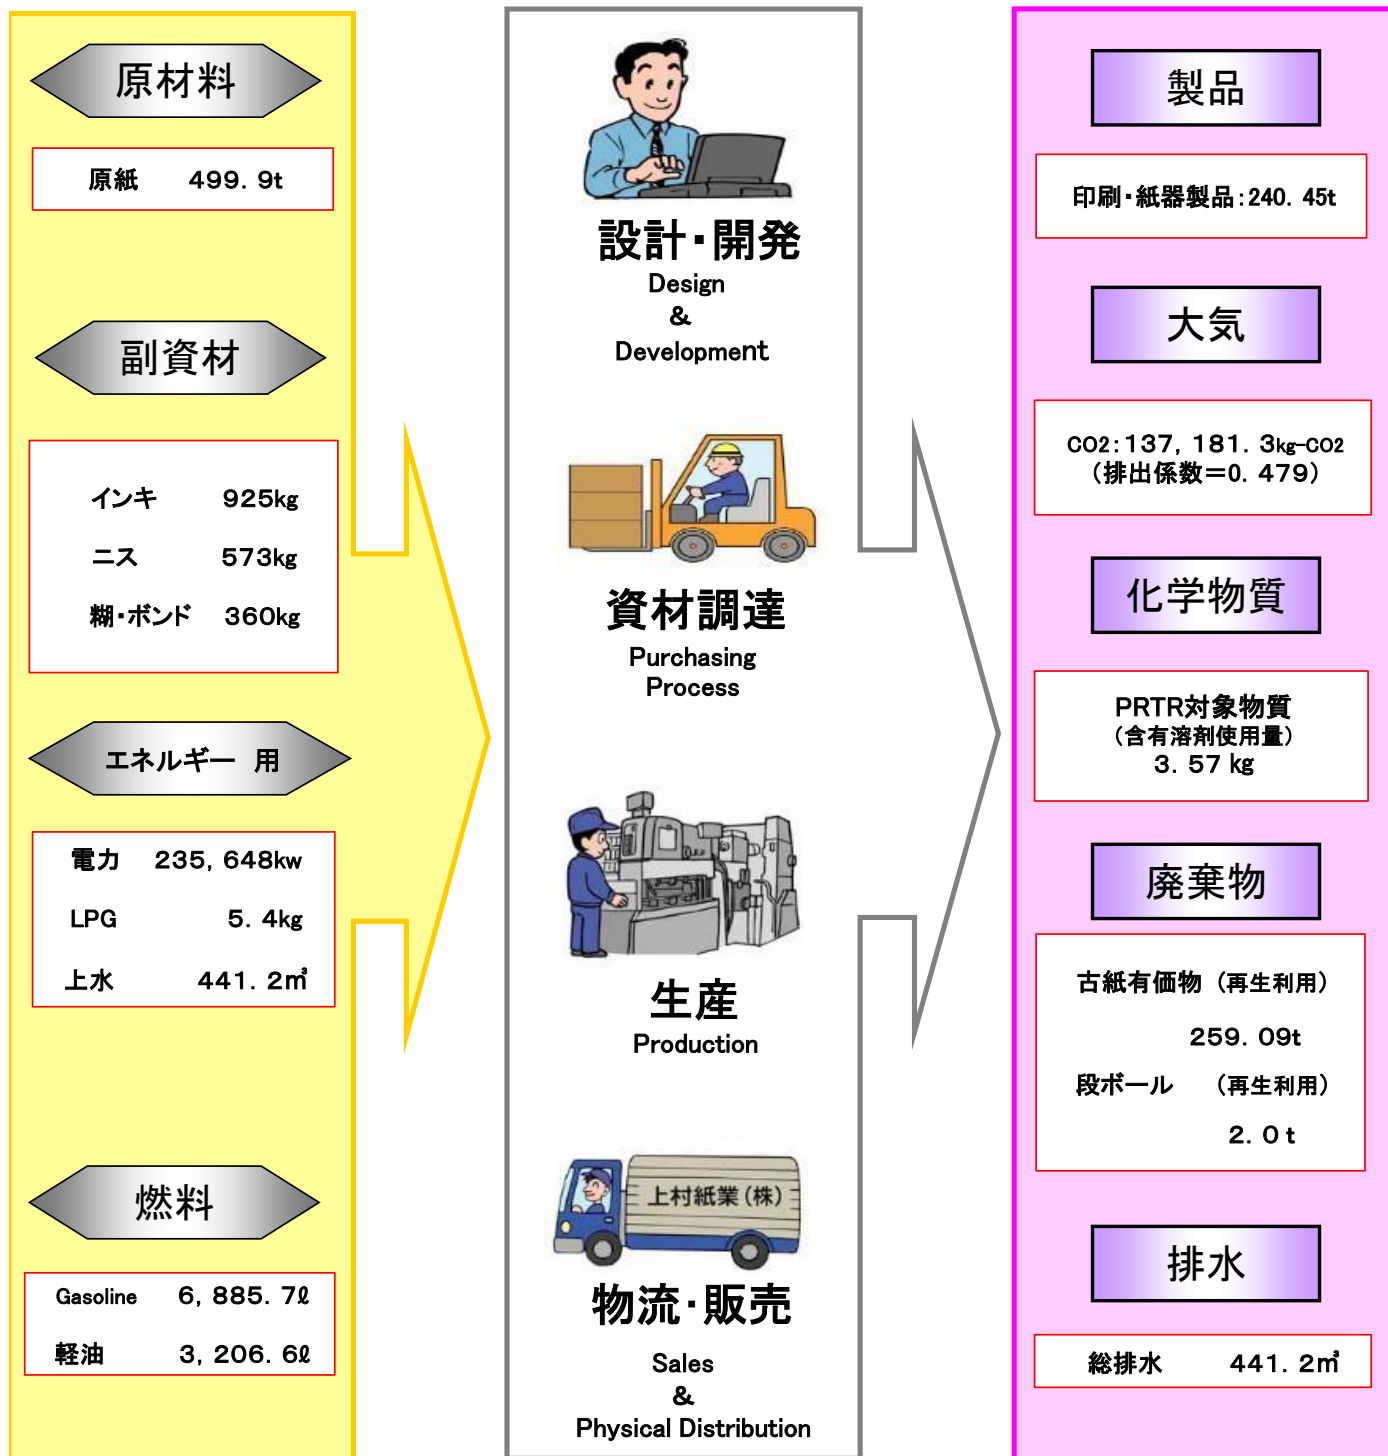 原材料
原紙 499.9t
副資材
インキ 925kg
ニス 573kg
糊・ボンド 360kg
エネルギー 用
電力 235,648kw
LPG 5.4kg
上水 441.2㎥
燃料
Gasoline 6,885.7ℓ
軽油 3,206.6ℓ
設計・開発
Design
&
Development
資材調達
Purchasing
Process
生産
Production
上村紙業(株)
物流・販売
Sales
&
Physical Distribution
製品
印刷・紙器製品:240.45t
大気
CO2:137,181.3kg-CO2
(排出係数=0.479)
化学物質
PRTR対象物質
(含有溶剤使用量)
3.57kg
廃棄物
古紙有価物 (再生利用)
259.09t
段ボール (再生利用)
2.0t
排水
総排水 441.2㎥